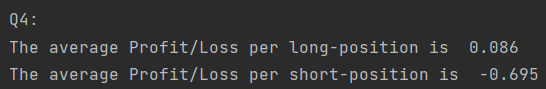 Q4:
The average Profit/Loss per long-position is  0.086
The average Profit/Loss per short-position is  -0.695